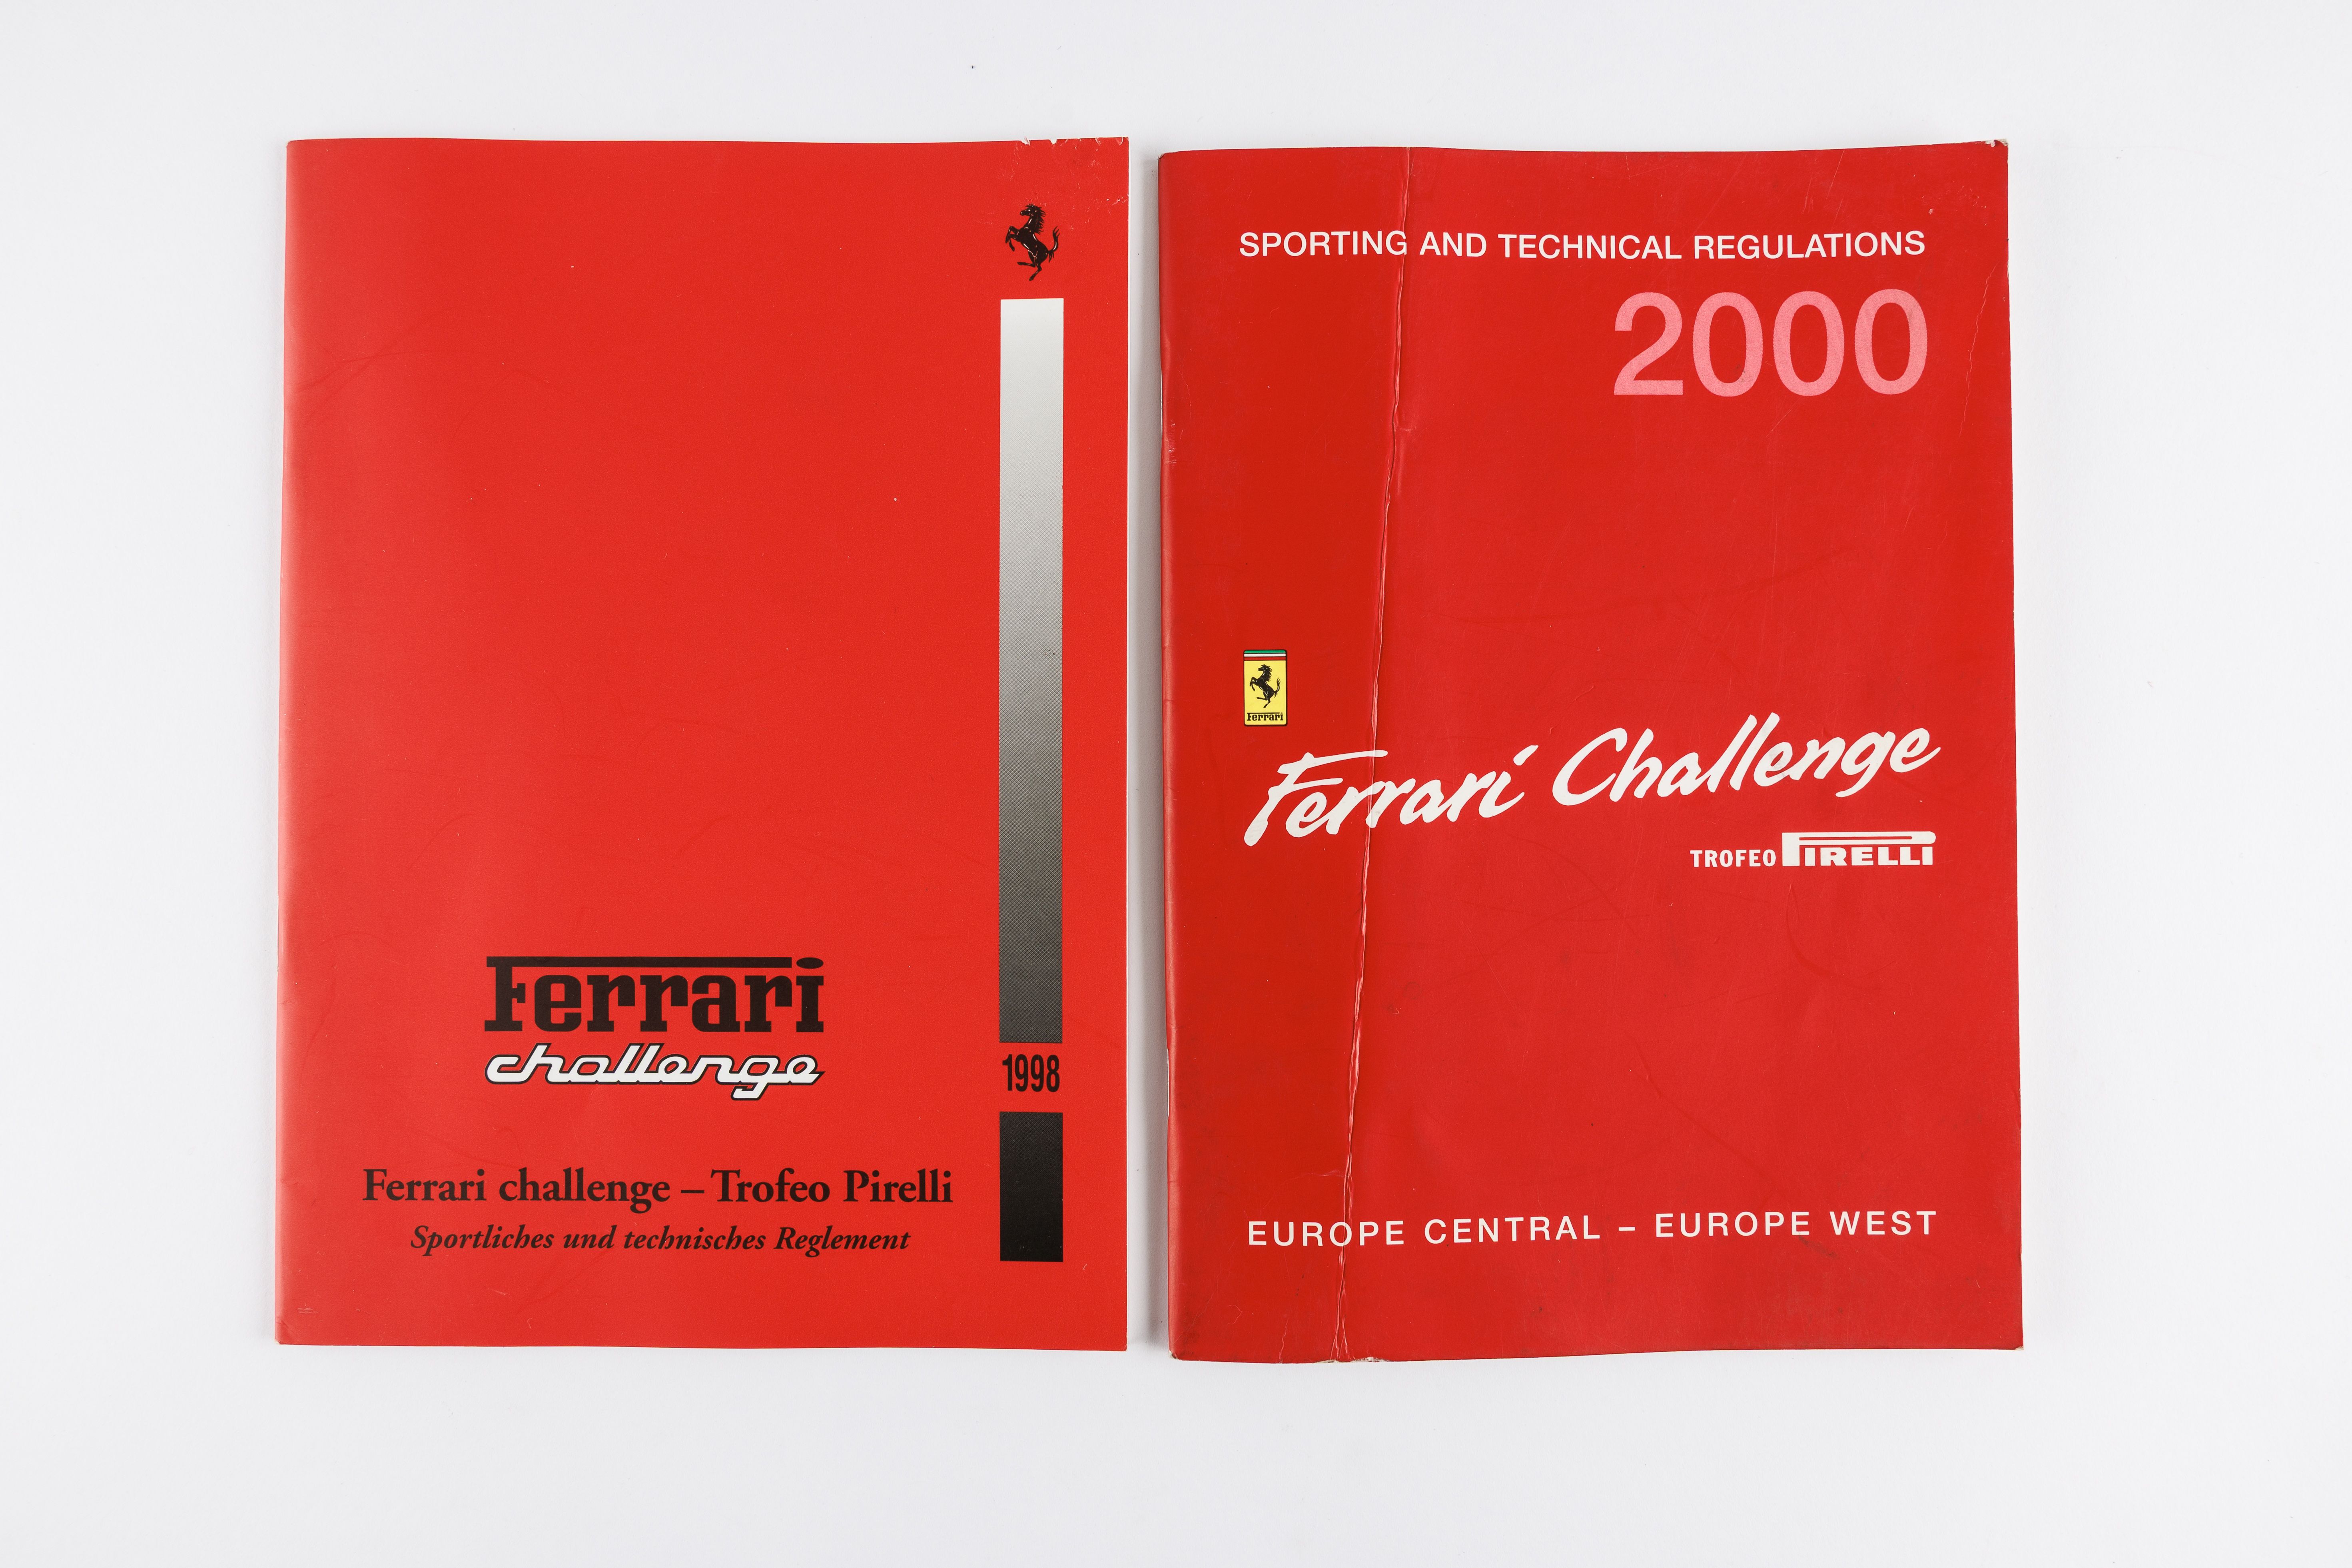 Ferrari
challenge
1998
Ferrari challenge – Trofeo Pirelli
Sportliches und technisches Reglement
SPORTING AND TECHNICAL REGULATIONS
2000
Ferrari
Ferrari Challenge
TROFEO PIRELLI
EUROPE CENTRAL – EUROPE WEST